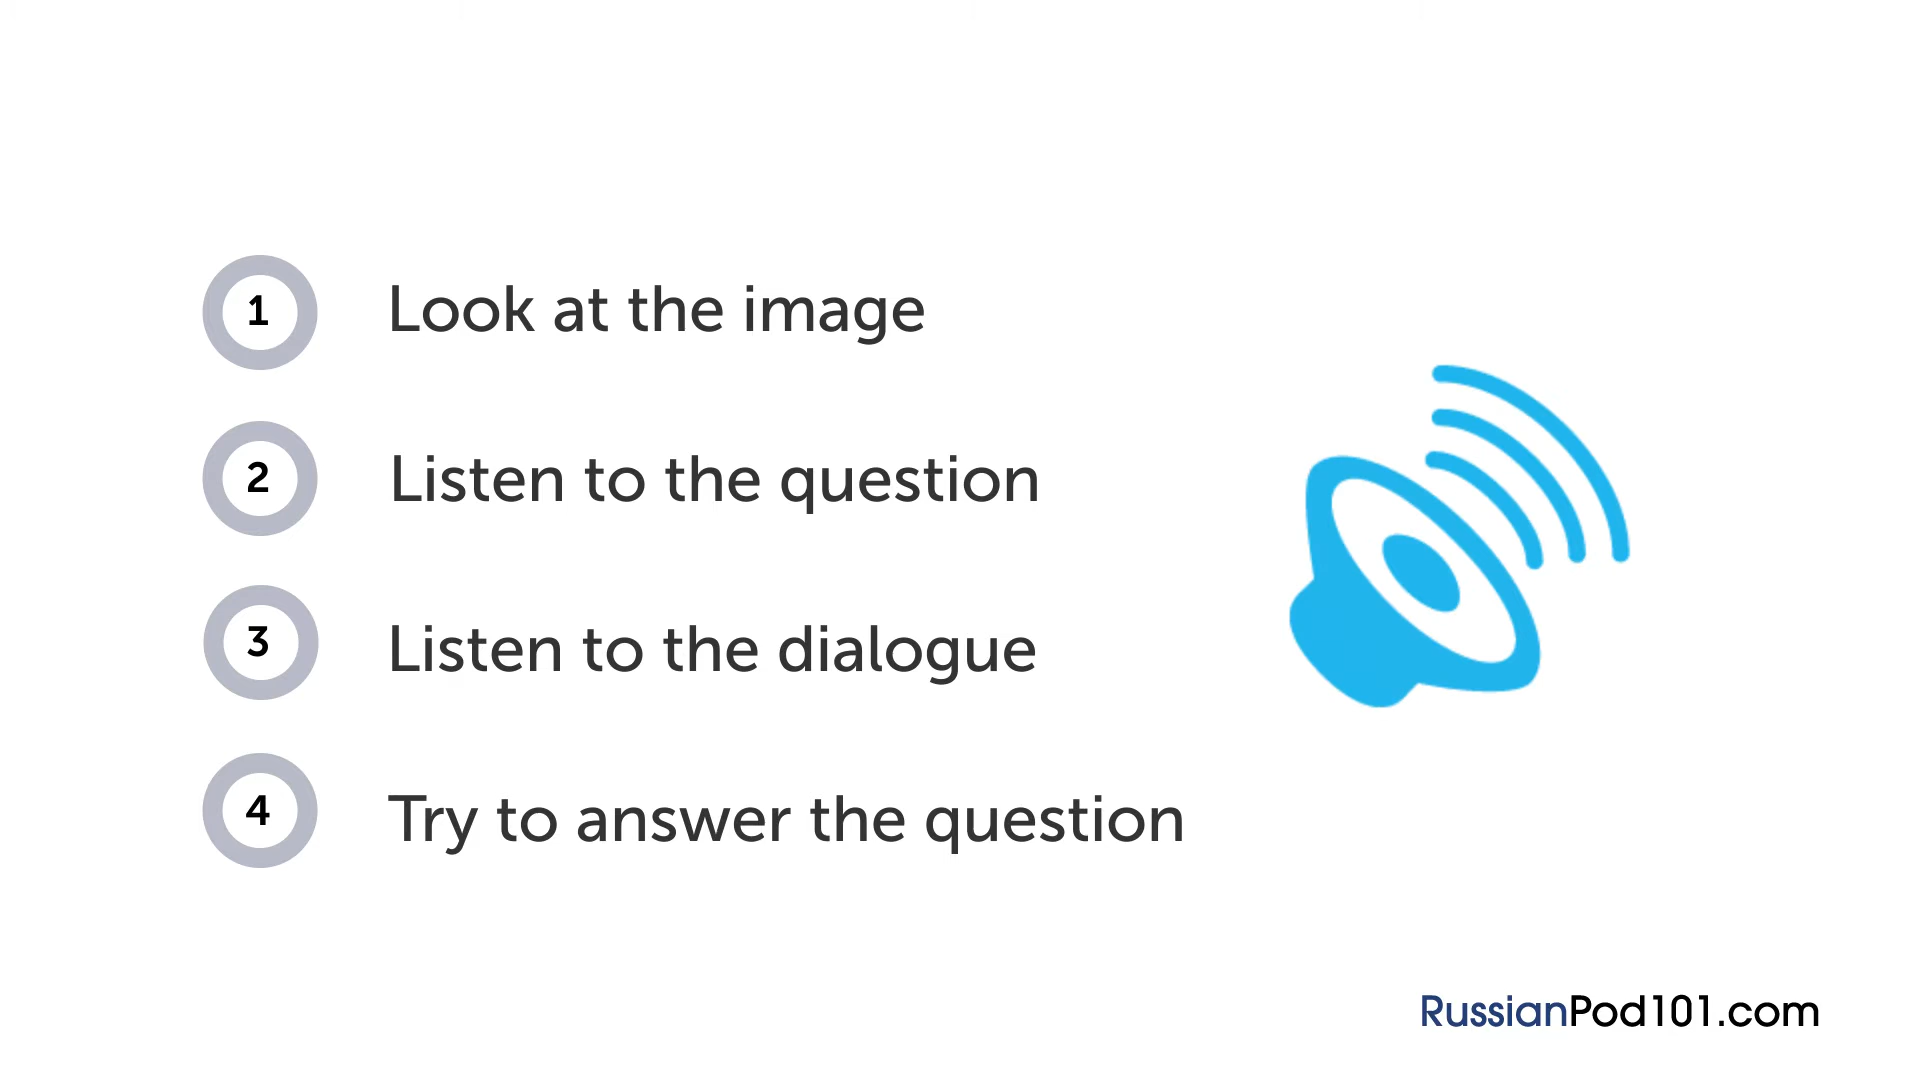 1 Look at the image
2 Listen to the question
3 Listen to the dialogue
4 Try to answer the question
RussianPod101.com